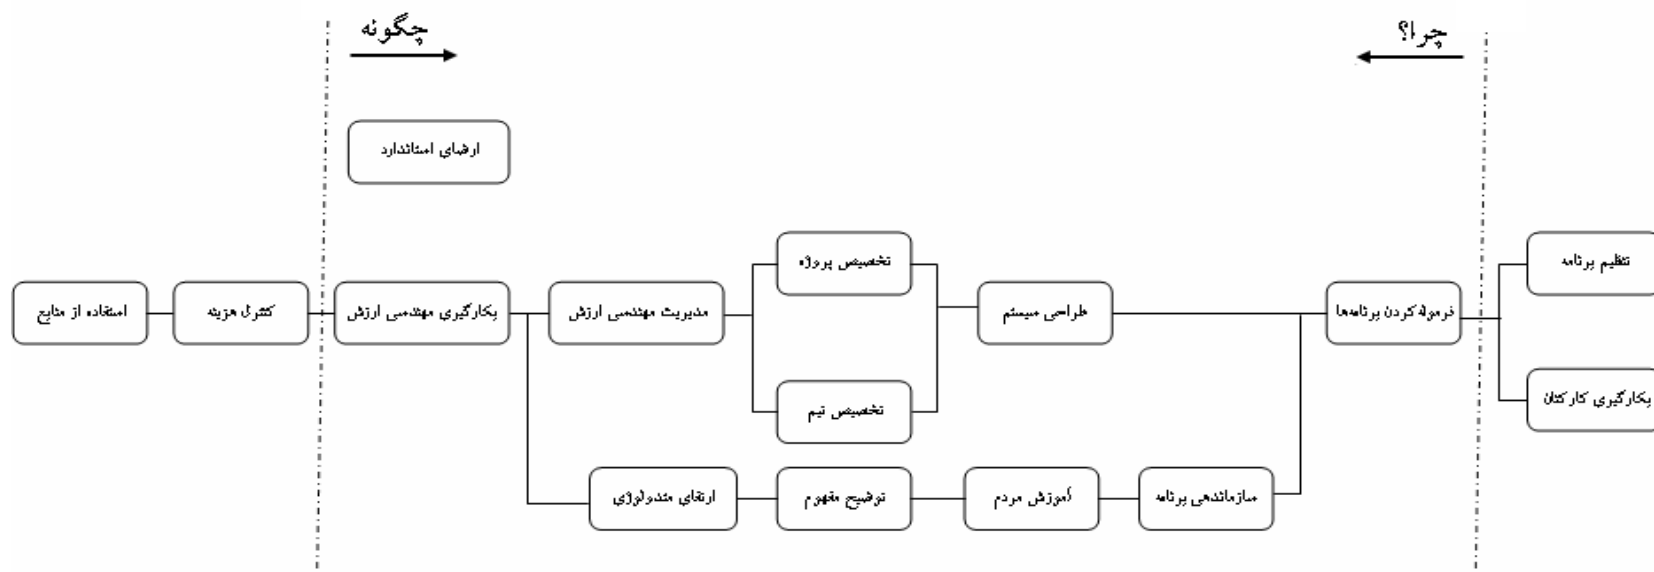 چگونه
چرا؟
ارضای استاندارد
تخصیص پروژه
تنظیم برنامه
استفاده از منابع
کنترل هزینه
بکارگیری مهندسی ارزش
مدیریت مهندسی ارزش
طراحی سیستم
فرموله کردن برنامه‌ها
تخصیص تیم
بکارگیری کارکنان
ارتقای متدولوژی
توضیح مفهوم
آموزش مردم
سازماندهی برنامه